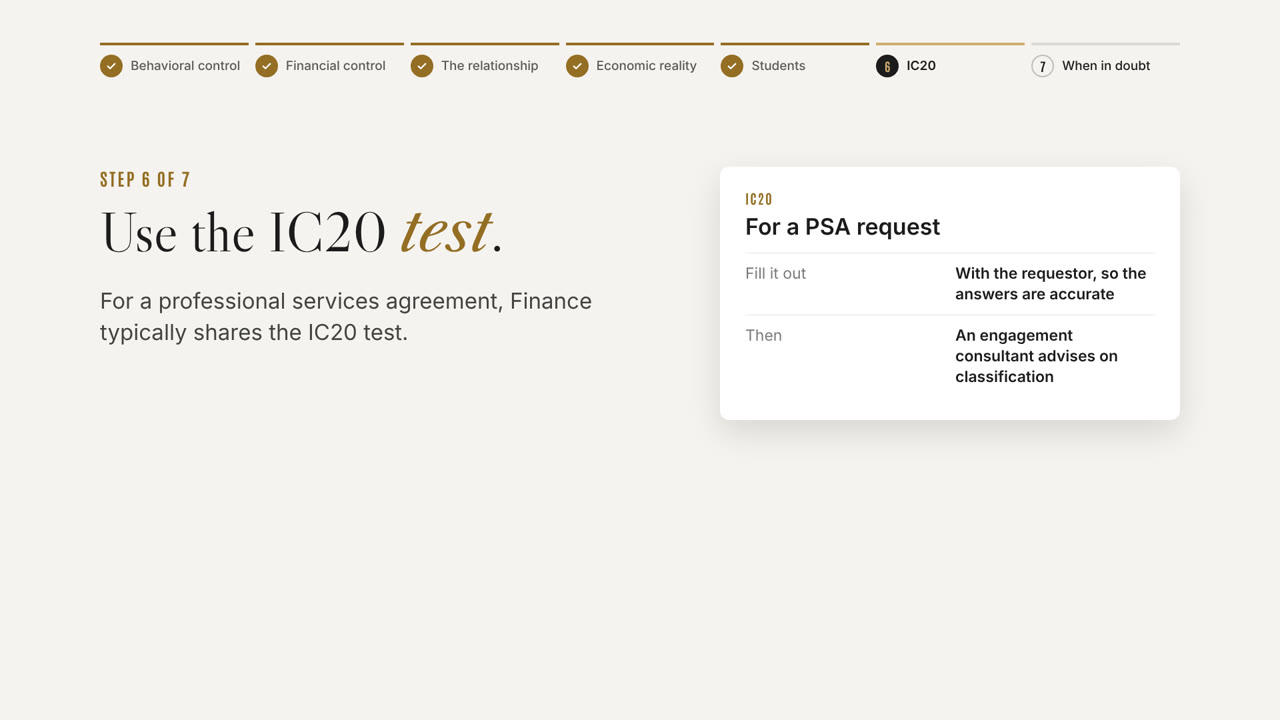 Behavioral control
Financial control
The relationship
Economic reality
Students
6 IC20
7 When in doubt
STEP 6 OF 7
Use the IC20 test.
For a professional services agreement, Finance
typically shares the IC20 test.
IC20
For a PSA request
Fill it out
With the requestor, so the
answers are accurate
Then
An engagement
consultant advises on
classification